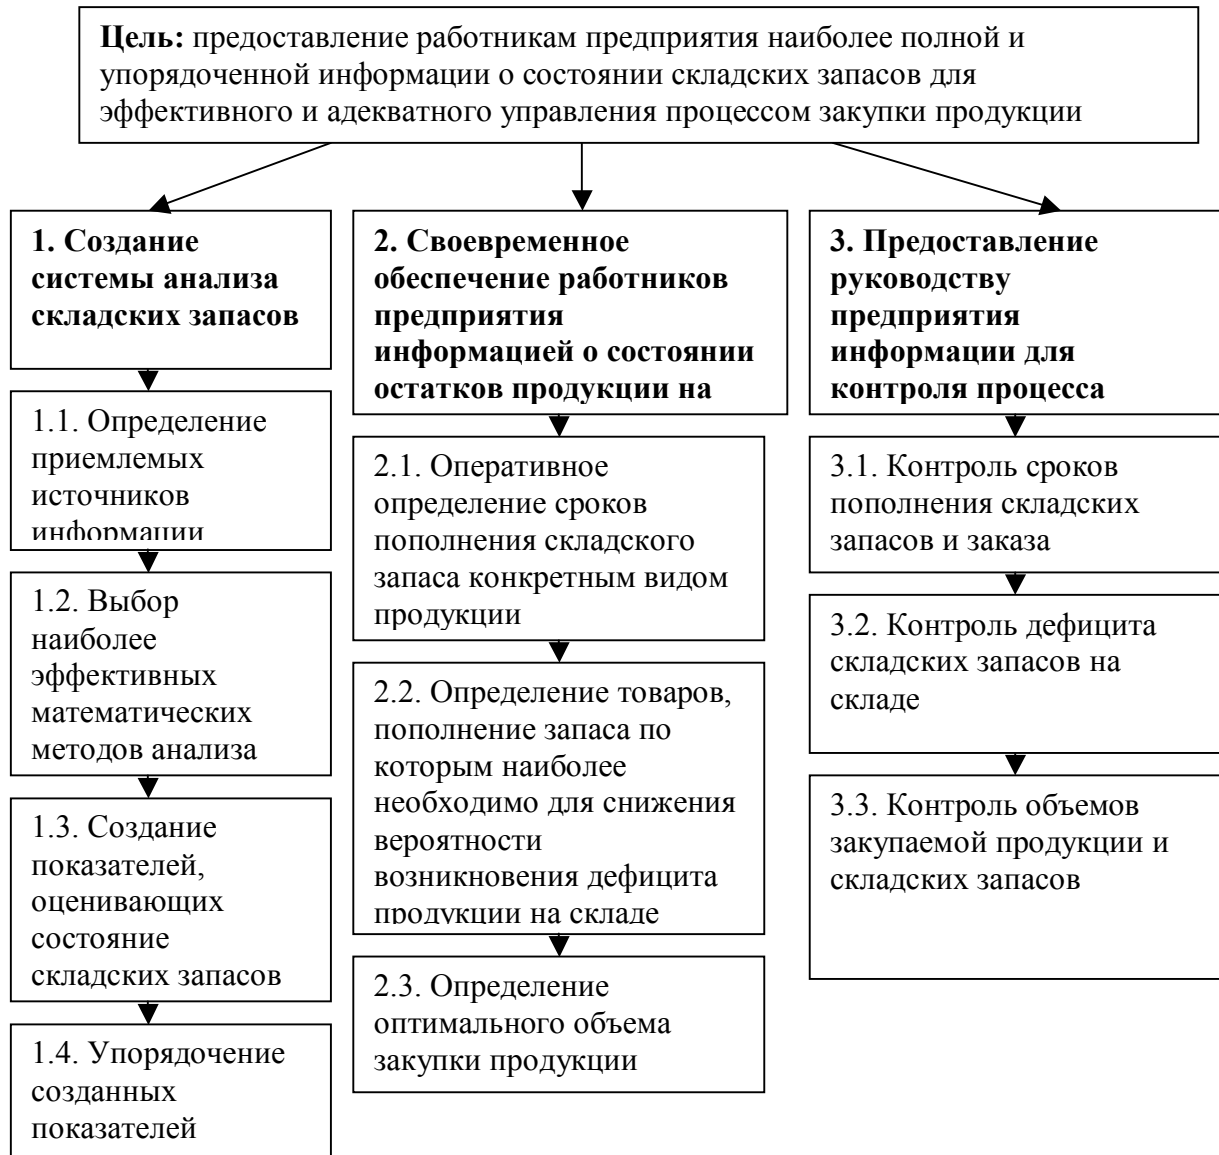 Цель: предоставление работникам предприятия наиболее полной и
упорядоченной информации о состоянии складских запасов для
эффективного и адекватного управления процессом закупки продукции
1. Создание
системы анализа
складских запасов
1.1. Определение
приемлемых
источников
информации
1.2. Выбор
наиболее
эффективных
математических
методов анализа
1.3. Создание
показателей,
оценивающих
состояние
складских запасов
1.4. Упорядочение
созданных
показателей
2. Своевременное
обеспечение работников
предприятия
информацией о состоянии
остатков продукции на
2.1. Оперативное
определение сроков
пополнения складского
запаса конкретным видом
продукции
2.2. Определение товаров,
пополнение запаса по
которым наиболее
необходимо для снижения
вероятности
возникновения дефицита
продукции на складе
2.3. Определение
оптимального объема
закупки продукции
3. Предоставление
руководству
предприятия
информации для
контроля процесса
3.1. Контроль сроков
пополнения складских
запасов и заказа
3.2. Контроль дефицита
складских запасов на
складе
3.3. Контроль объемов
закупаемой продукции и
складских запасов